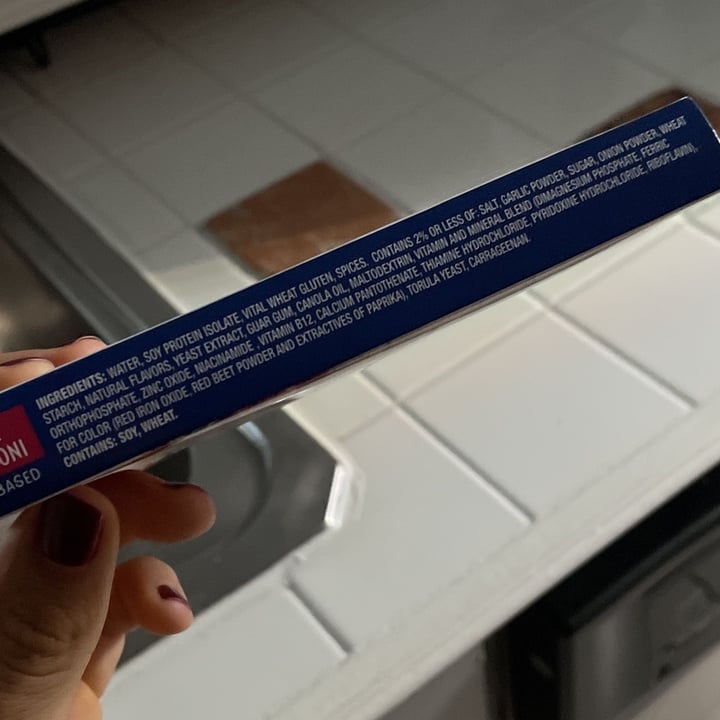 INGREDIENTS: WATER, SOY PROTEIN ISOLATE, VITAL WHEAT GLUTEN, SPICES. CONTAINS 2% OR LESS OF: SALT, GARLIC POWDER, SUGAR, ONION POWDER, WHEAT
STARCH, NATURAL FLAVORS, YEAST EXTRACT, GUAR GUM, CANOLA OIL, MALTODEXTRIN, VITAMIN AND MINERAL BLEND (DIMAGNESIUM PHOSPHATE, FERRIC
ORTHOPHOSPHATE, ZINC OXIDE, NIACINAMIDE, VITAMIN B12, CALCIUM PANTOTHENATE, THIAMINE HYDROCHLORIDE, PYRIDOXINE HYDROCHLORIDE, RIBOFLAVIN),
FOR COLOR (RED IRON OXIDE, RED BEET POWDER AND EXTRACTIVES OF PAPRIKA), TORULA YEAST, CARRAGEENAN.
CONTAINS: SOY, WHEAT.
ONI
BASED